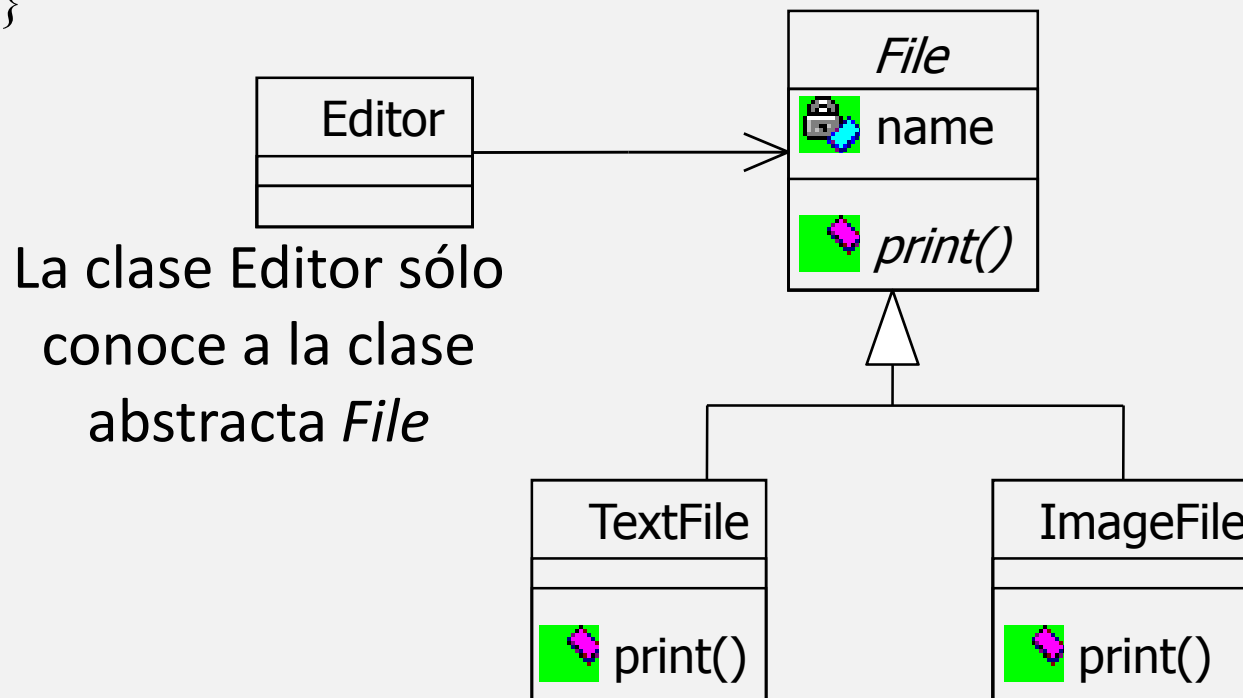 }
File
Editor
name
print()
La clase Editor sólo
conoce a la clase
abstracta File
TextFile
ImageFile
print()
print()